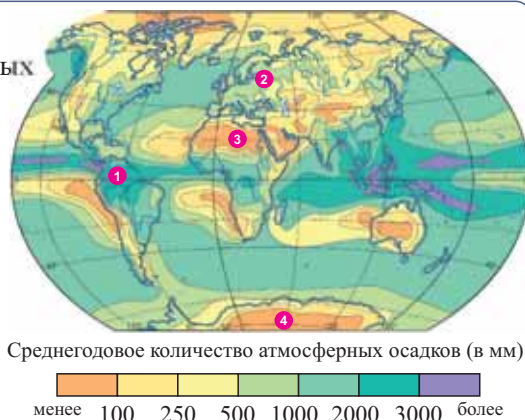 ых
2
3
1
4
Среднегодовое количество атмосферных осадков (в мм)
менее 100 250 500 1000 2000 3000 более